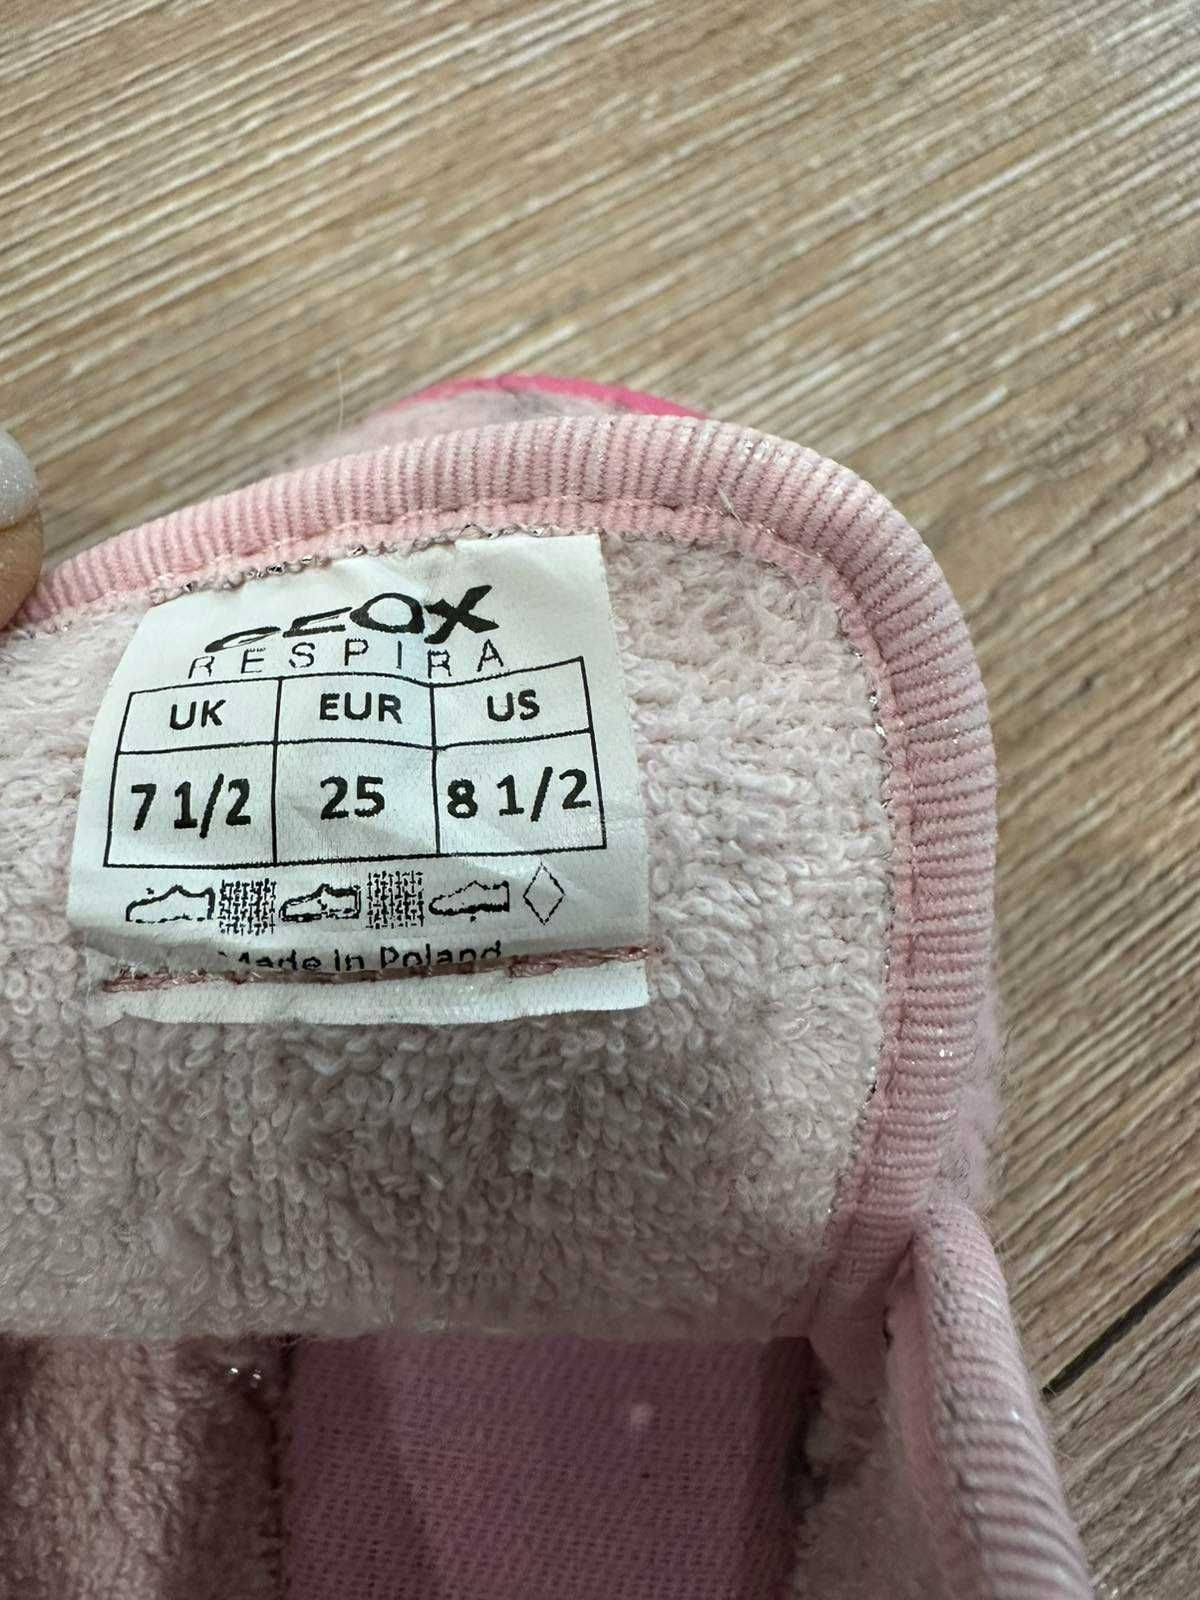 GEOX
RESPIRA
UK EUR US
7 1/2 25 8 1/2
Made in Poland